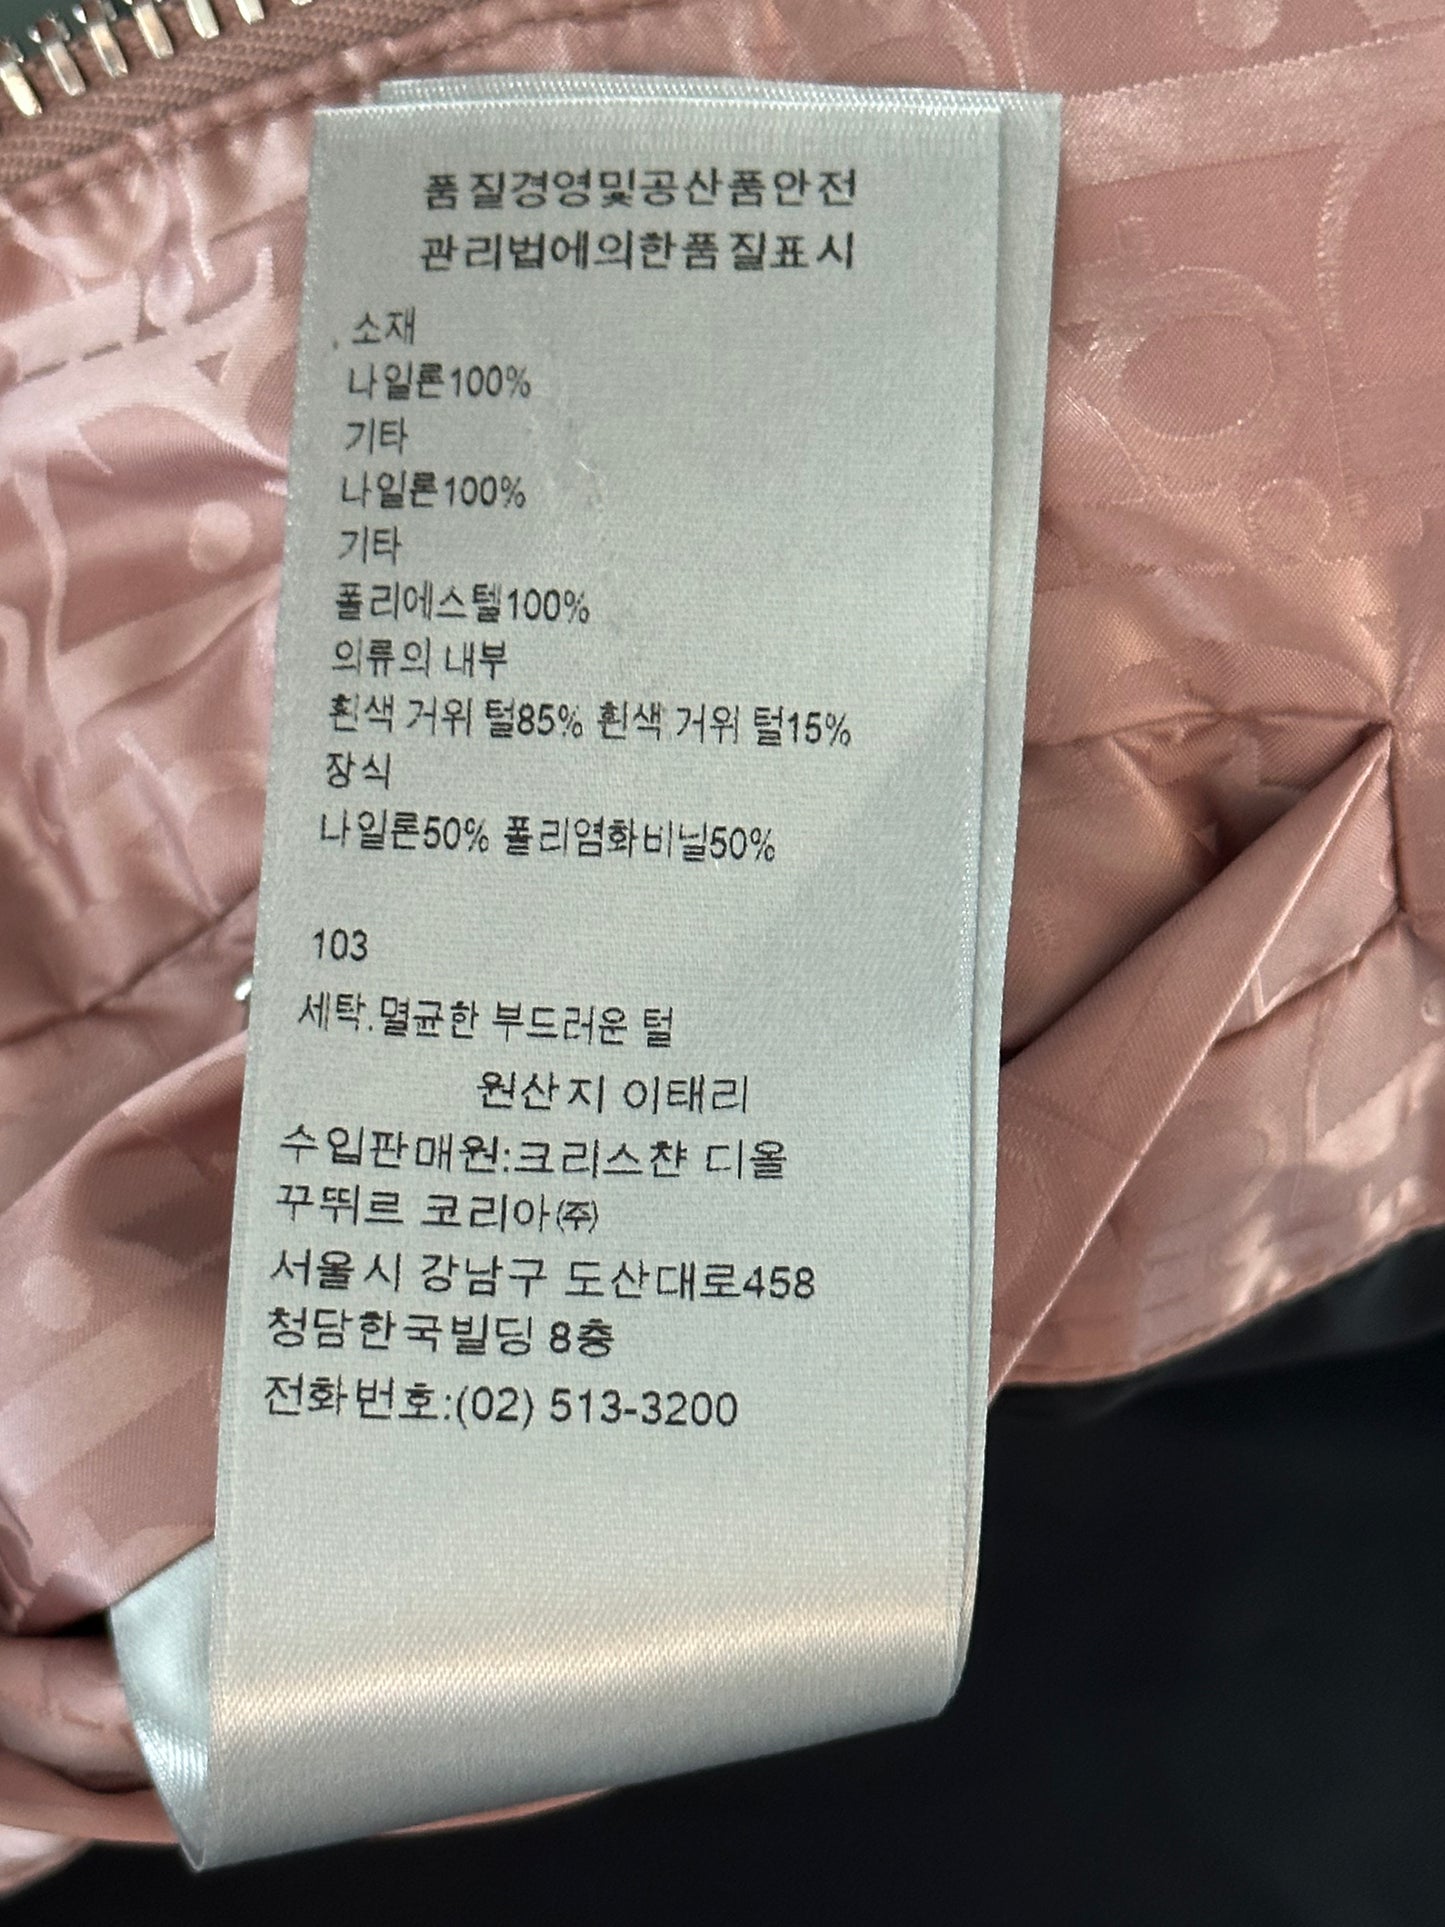 품질경영및공산품안전
관리법에의한품질표시
소재
나일론100%
기타
나일론100%
기타
폴리에스텔100%
의류의 내부
흰색 거위 털85% 흰색 거위 털15%
장식
나일론50% 폴리염화비닐50%
103
세탁.멸균한 부드러운 털
원산지 이태리
수입판매원:크리스챤 디올
꾸뛰르 코리아㈜
서울시 강남구 도산대로458
청담한국빌딩 8층
전화번호:(02) 513-3200